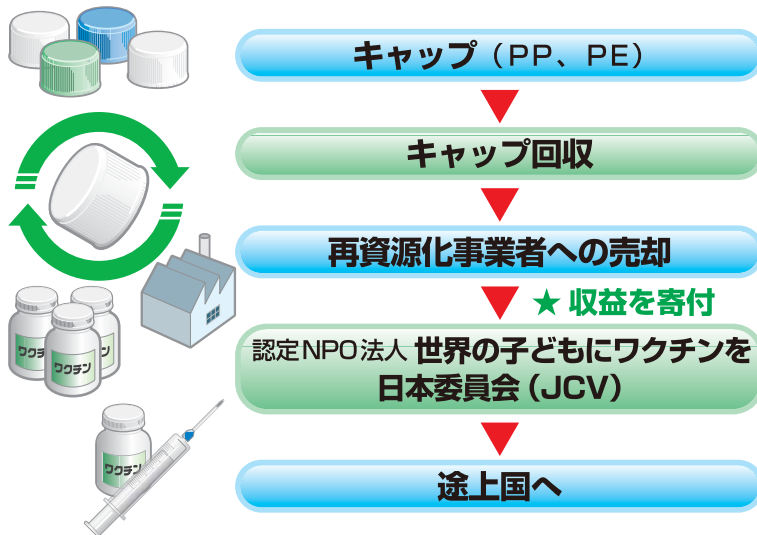 キャップ（PP、PE）
キャップ回収
再資源化事業者への売却
★ 収益を寄付
認定NPO法人 世界の子どもにワクチンを
日本委員会（JCV）
途上国へ
ワクチン
ワクチン
ワクチン